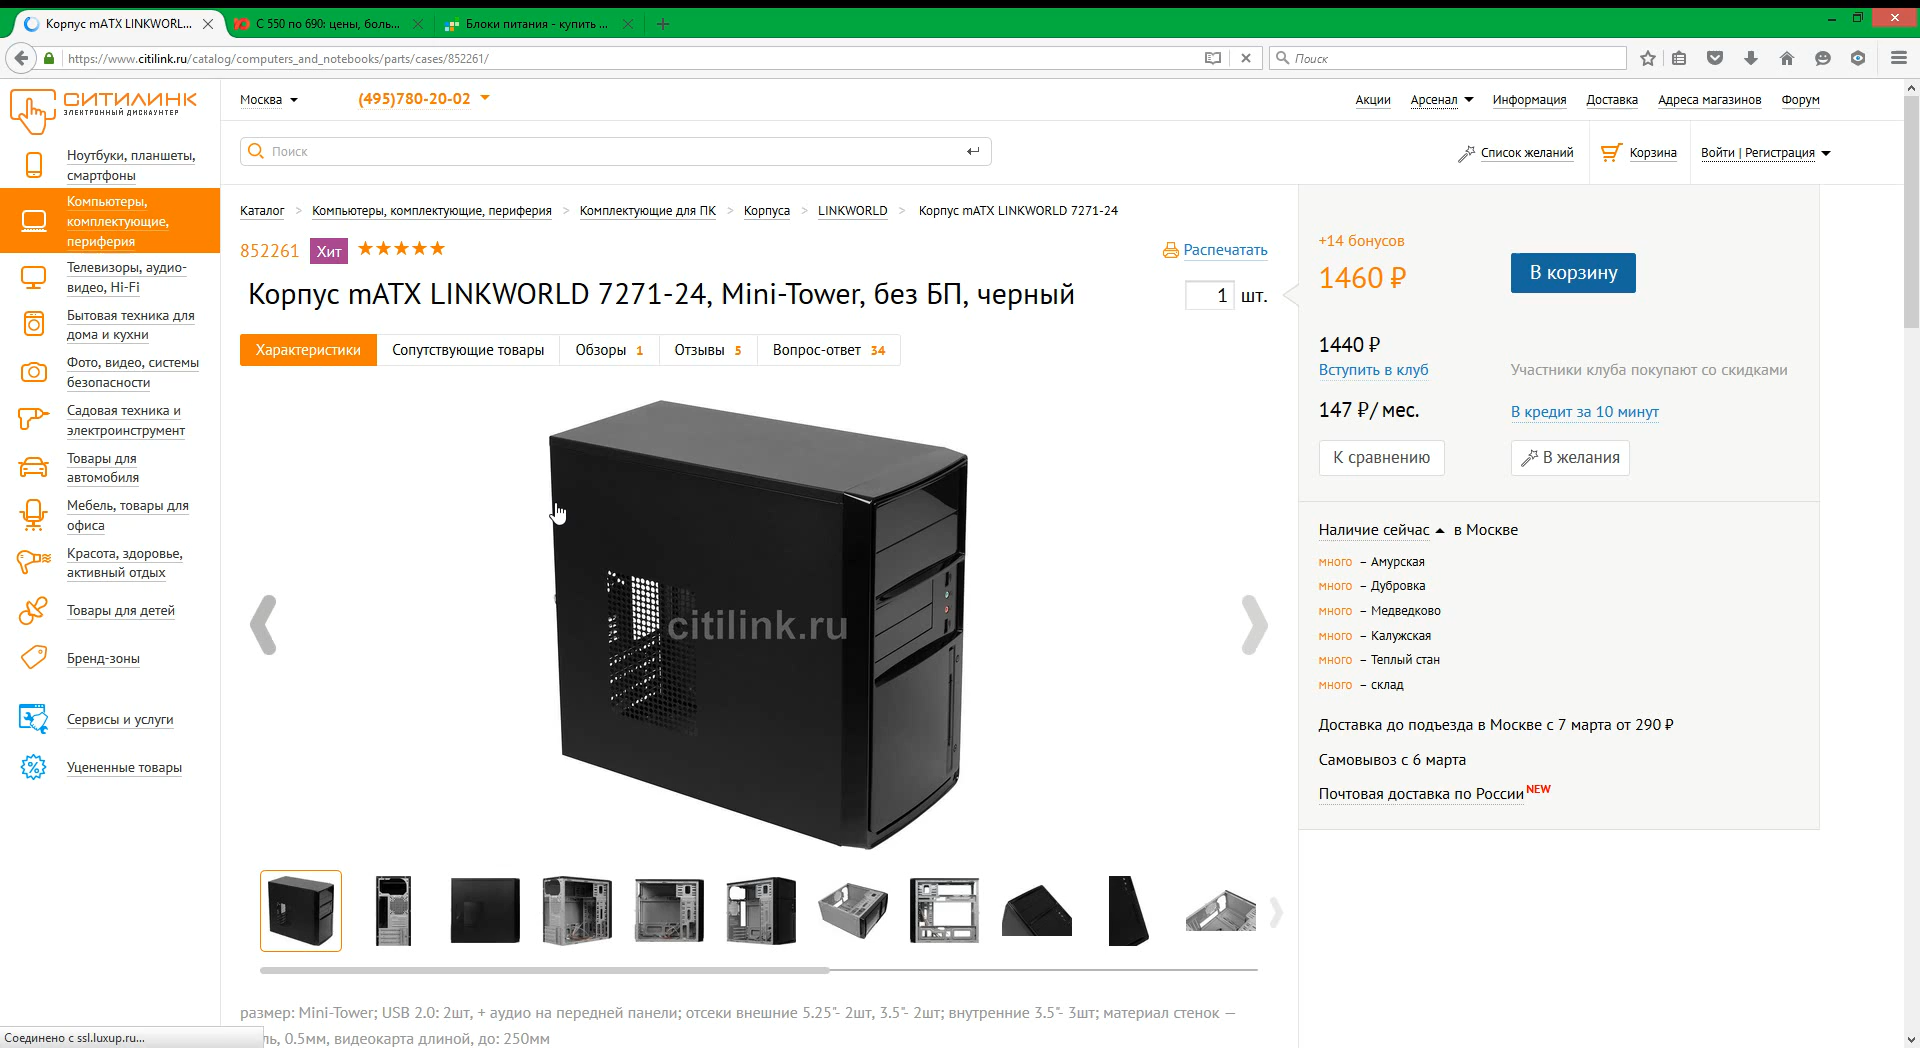 Корпус mATX LINKWORLD...
С 550 по 690: цены, боль...
Блоки питания - купить ...
https://www.citilink.ru/catalog/computers_and_notebooks/parts/cases/852261/
Поиск
СИТИЛИНК
ЭЛЕКТРОННЫЙ ДИСКАУНТЕР
Москва
(495)780-20-02
Акции
Арсенал
Информация
Доставка
Адреса магазинов
Форум
Поиск
Список желаний
Корзина
Войти | Регистрация
Ноутбуки, планшеты,
смартфоны
Компьютеры,
комплектующие,
периферия
Телевизоры, аудио-
видео, Hi-Fi
Бытовая техника для
дома и кухни
Фото, видео, системы
безопасности
Садовая техника и
электроинструмент
Товары для
автомобиля
Мебель, товары для
офиса
Красота, здоровье,
активный отдых
Товары для детей
Бренд-зоны
Сервисы и услуги
Уцененные товары
Каталог > Компьютеры, комплектующие, периферия > Комплектующие для ПК > Корпуса > LINKWORLD > Корпус mATX LINKWORLD 7271-24
852261 Хит
Распечатать
Корпус mATX LINKWORLD 7271-24, Mini-Tower, без БП, черный
1 шт.
Характеристики
Сопутствующие товары
Обзоры 1
Отзывы 5
Вопрос-ответ 34
citilink.ru
+14 бонусов
1460 ₽
В корзину
1440 ₽
Вступить в клуб
Участники клуба покупают со скидками
147 ₽/ мес.
В кредит за 10 минут
К сравнению
В желания
Наличие сейчас в Москве
много – Амурская
много – Дубровка
много – Медведково
много – Калужская
много – Теплый стан
много – склад
Доставка до подъезда в Москве с 7 марта от 290 ₽
Самовывоз с 6 марта
Почтовая доставка по России NEW
размер: Mini-Tower; USB 2.0: 2шт, + аудио на передней панели; отсеки внешние 5.25"- 2шт, 3.5"- 2шт; внутренние 3.5"- 3шт; материал стенок —
ль, 0.5мм, видеокарта длиной, до: 250мм
Соединено с ssl.luxup.ru...